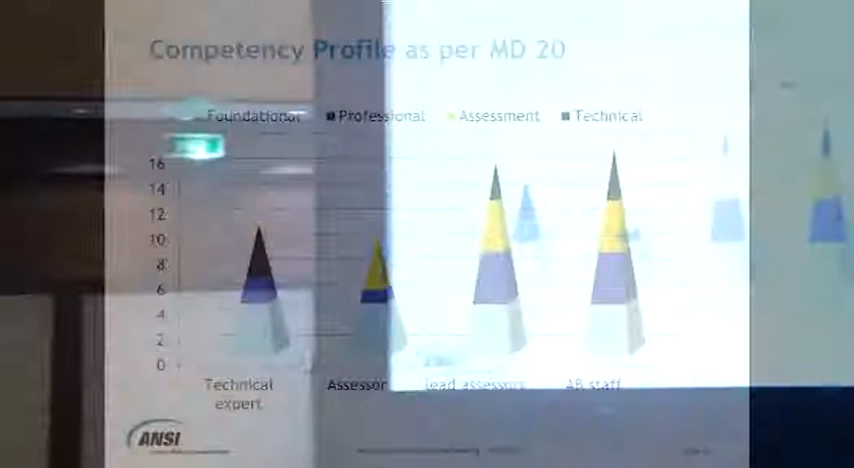 Competency Profile as per MD 20
Foundational Professional Assessment Technical
16
14
12
10
8
6
4
2
0
Technical expert Assessor lead assessors AB staff
ANSI